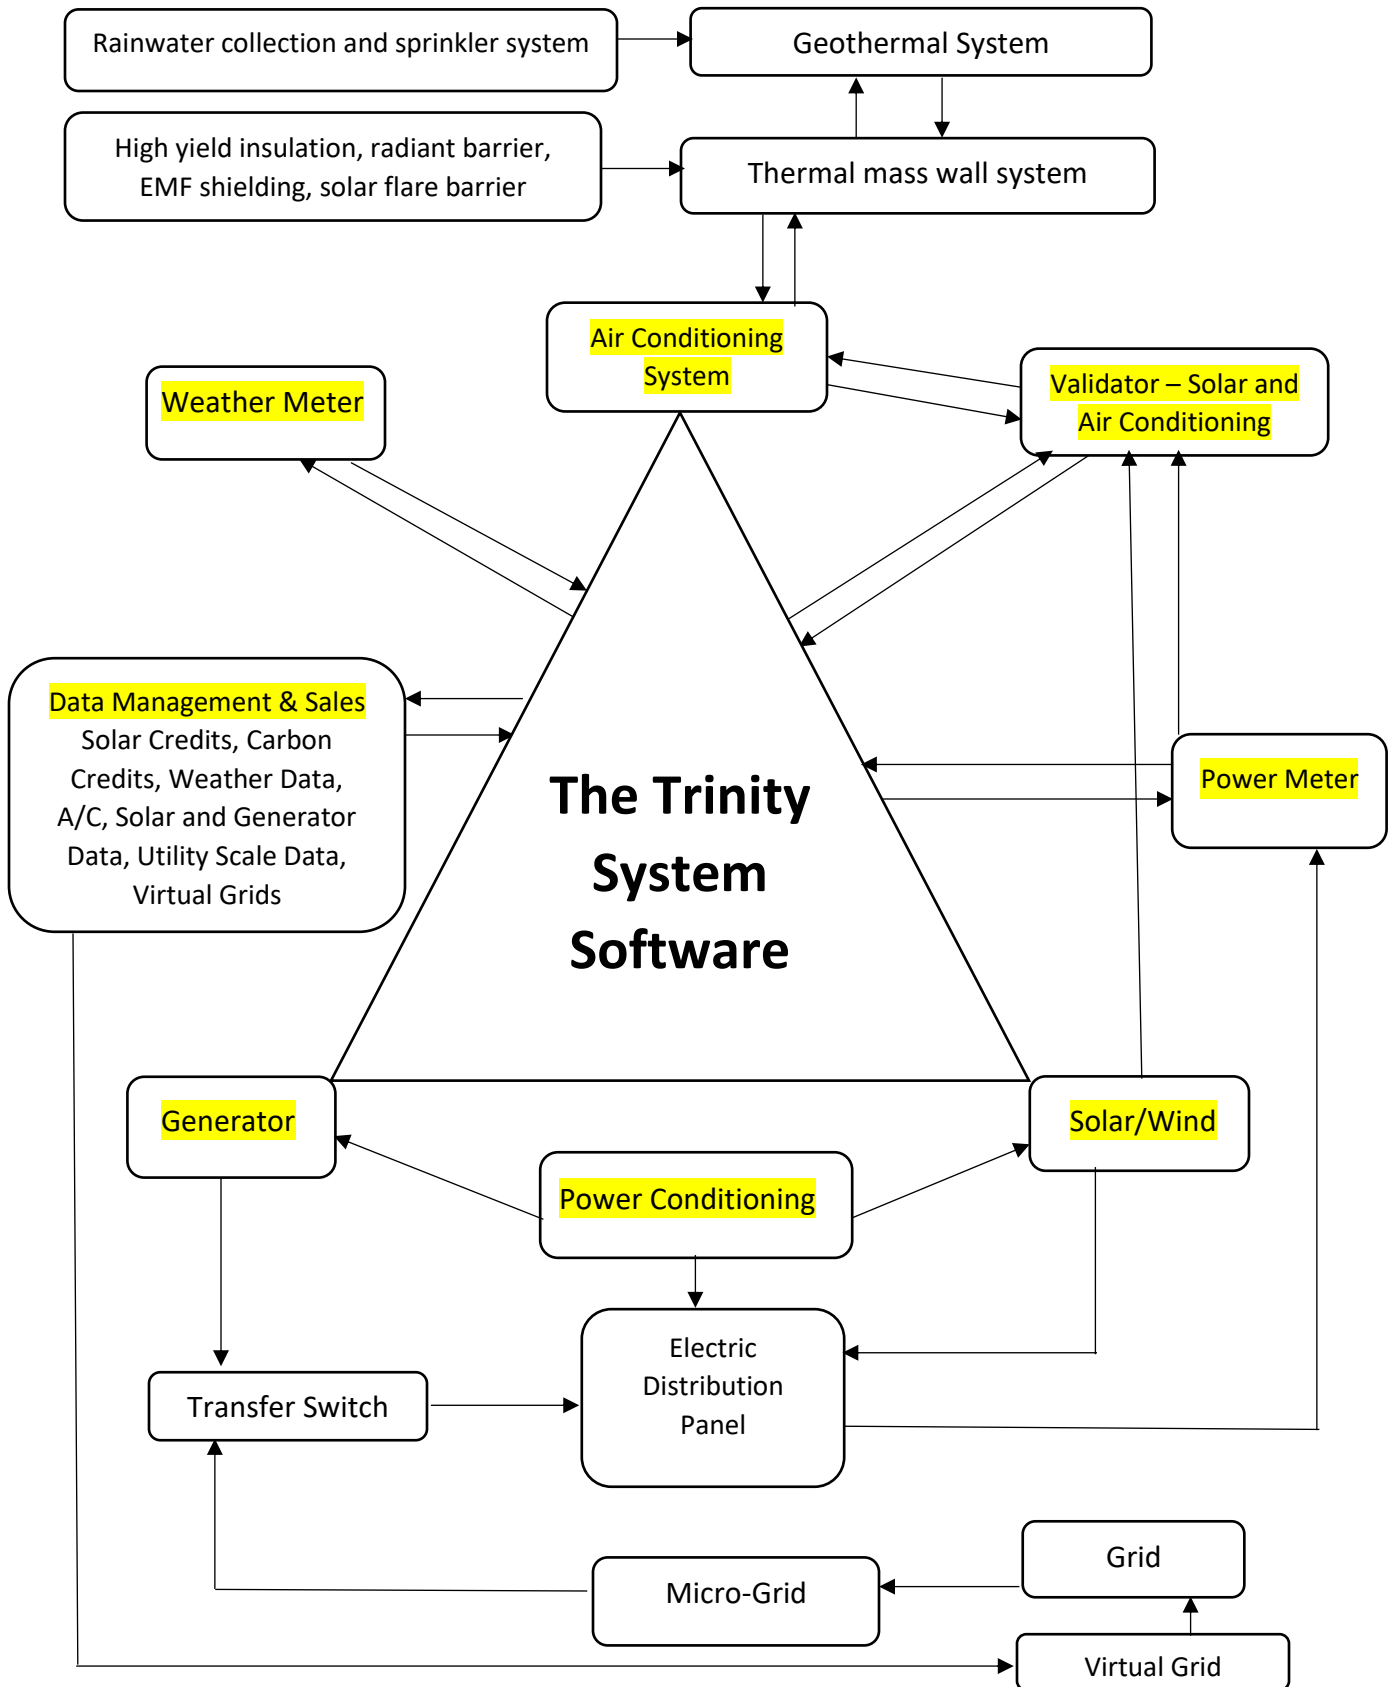 Rainwater collection and sprinkler system
Geothermal System
High yield insulation, radiant barrier,
EMF shielding, solar flare barrier
Thermal mass wall system
Air Conditioning
System
Weather Meter
Validator – Solar and
Air Conditioning
Data Management & Sales
Solar Credits, Carbon
Credits, Weather Data,
A/C, Solar and Generator
Data, Utility Scale Data,
Virtual Grids
The Trinity
System
Software
Power Meter
Generator
Solar/Wind
Power Conditioning
Electric
Distribution
Panel
Transfer Switch
Grid
Micro-Grid
Virtual Grid